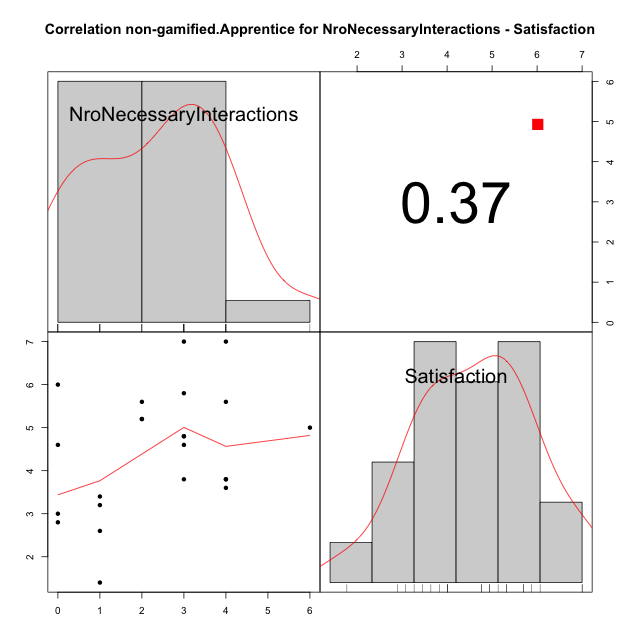 Correlation non-gamified.Apprentice for NroNecessaryInteractions - Satisfaction
2 3 4 5 6 7
NroNecessaryInteractions
0.37
6
5
4
3
2
1
0
7
6
5
4
3
2
Satisfaction
0 1 2 3 4 5 6